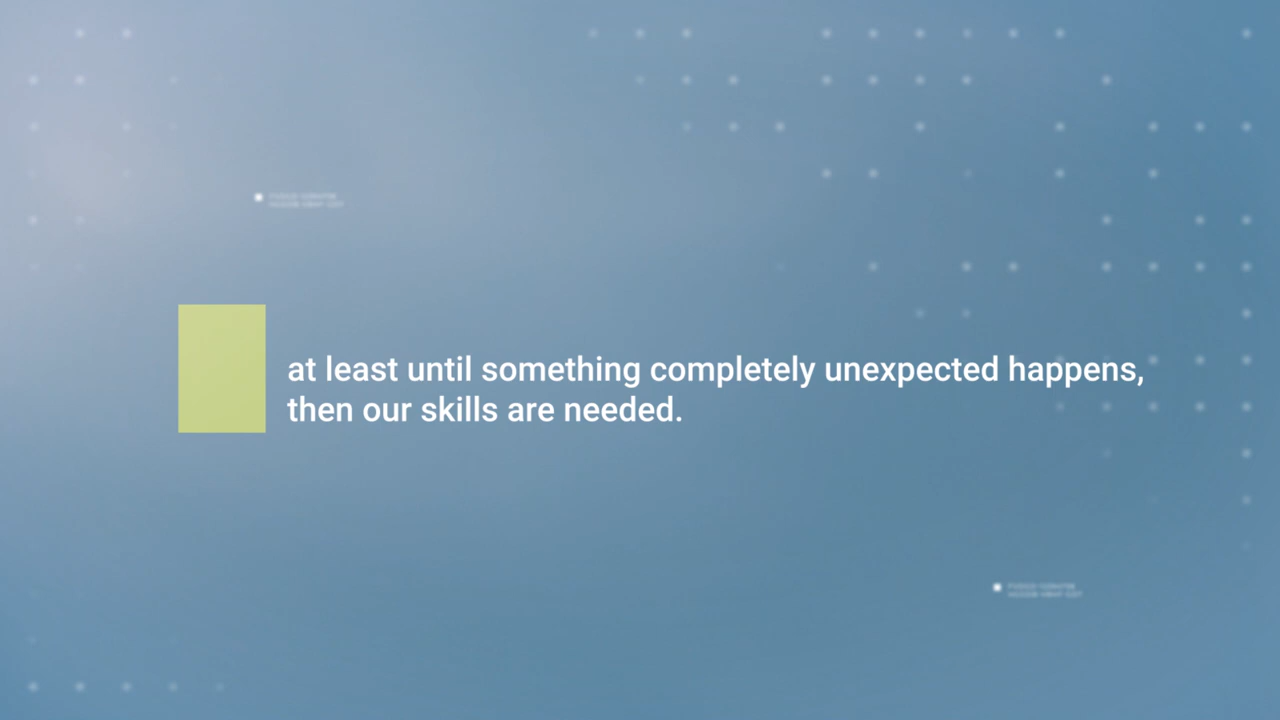 at least until something completely unexpected happens,
then our skills are needed.